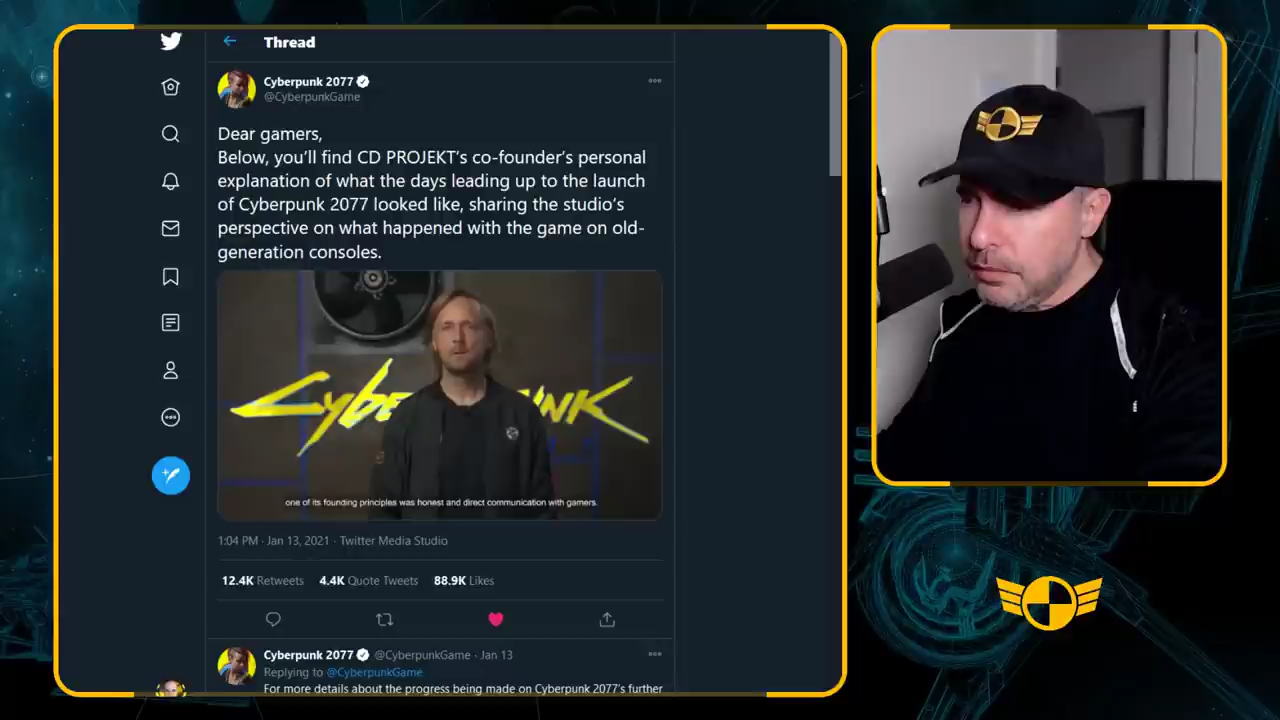 Thread
Cyberpunk 2077
@CyberpunkGame
Dear gamers,
Below, you'll find CD PROJEKT's co-founder's personal
explanation of what the days leading up to the launch
of Cyberpunk 2077 looked like, sharing the studio's
perspective on what happened with the game on old-
generation consoles.
Cyberpunk
one of its founding principles was honest and direct communication with gamers.
1:04 PM · Jan 13, 2021 · Twitter Media Studio
12.4K Retweets 4.4K Quote Tweets 88.9K Likes
Cyberpunk 2077 @CyberpunkGame · Jan 13
Replying to @CyberpunkGame
For more details about the progress being made on Cyberpunk 2077's further